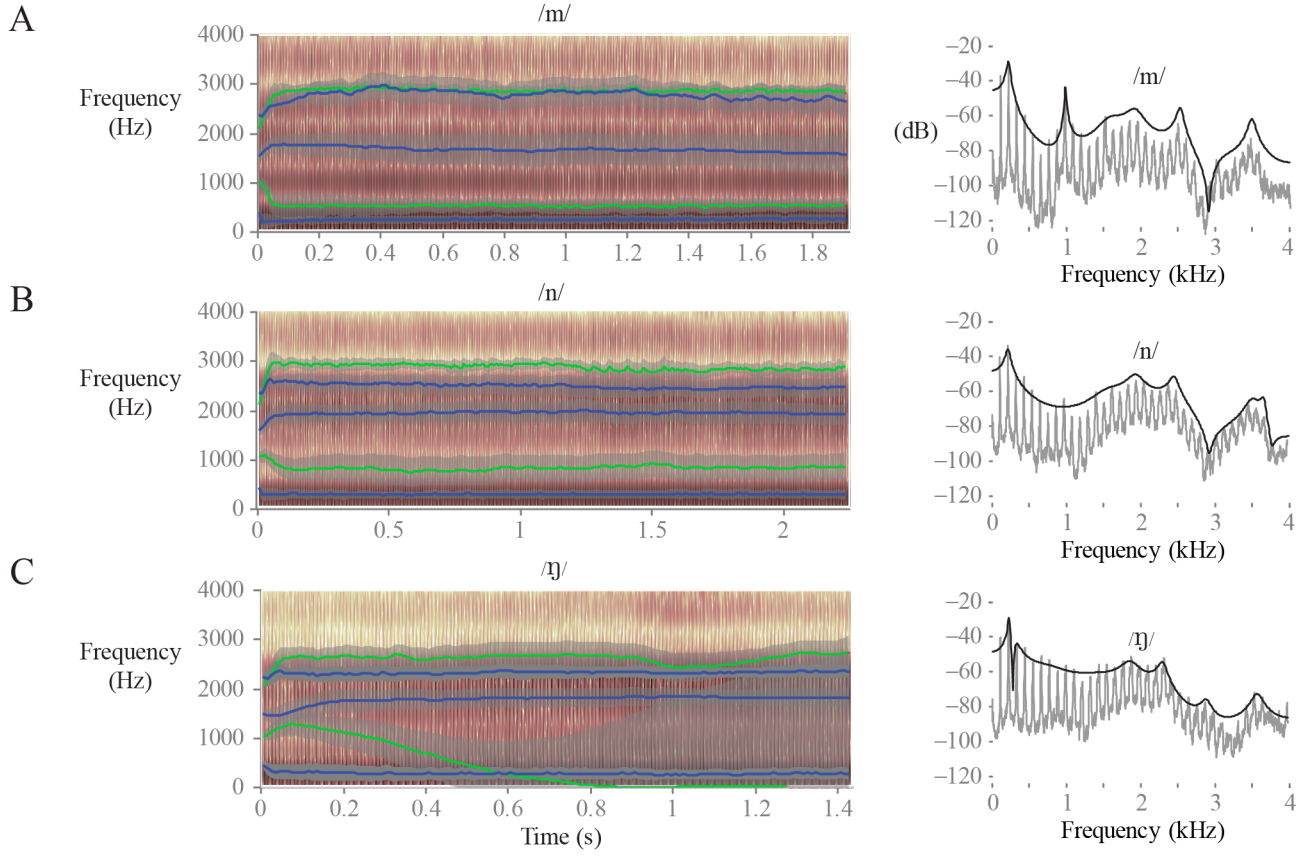 A
/m/
4000
3000
2000
1000
0
Frequency
(Hz)
0 0.2 0.4 0.6 0.8 1 1.2 1.4 1.6 1.8
(dB)
−20
−40
−60
−80
−100
−120
/m/
0 1 2 3 4
Frequency (kHz)
B
/n/
4000
3000
2000
1000
0
Frequency
(Hz)
0 0.5 1 1.5 2
−20
−40
−60
−80
−100
−120
/n/
0 1 2 3 4
Frequency (kHz)
C
/ŋ/
4000
3000
2000
1000
0
Frequency
(Hz)
0 0.2 0.4 0.6 0.8 1 1.2 1.4
Time (s)
−20
−40
−60
−80
−100
−120
/ŋ/
0 1 2 3 4
Frequency (kHz)